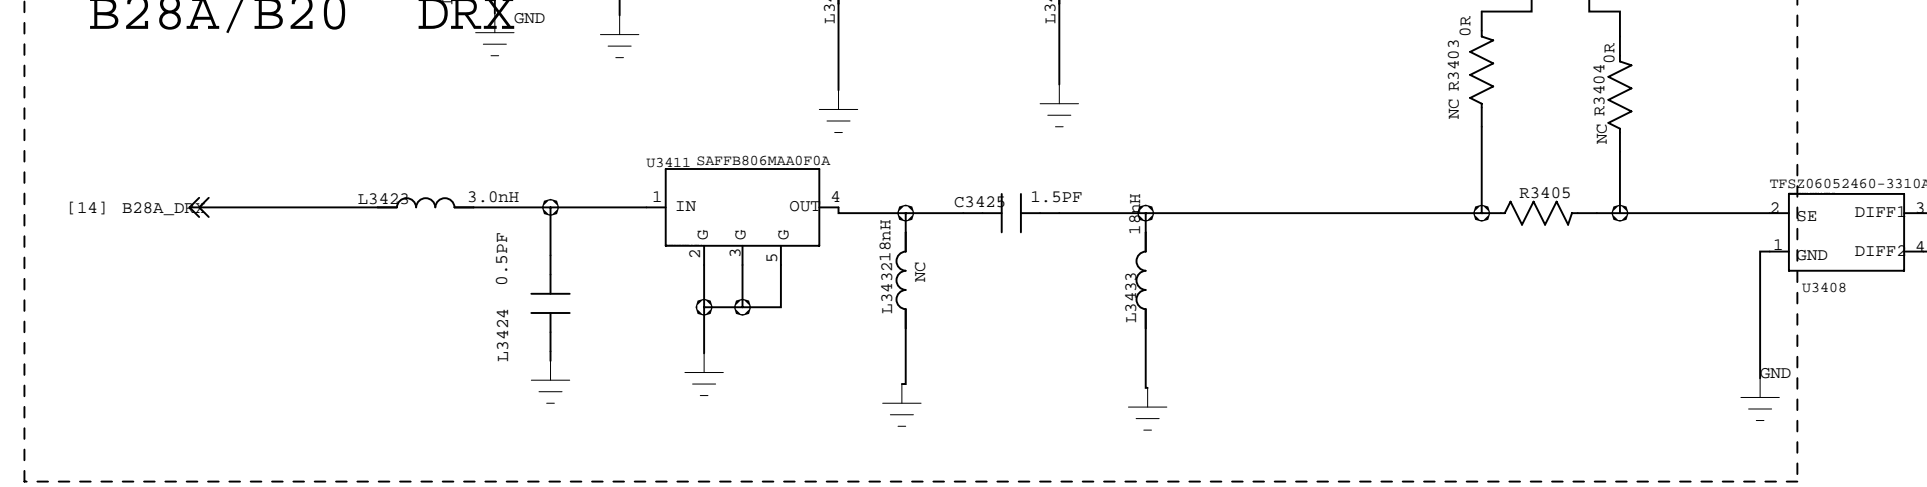 B28A/B20 DRX
GND
L34
L34
0R
NC R3403
0R
NC R3404
U3411 SAFFB806MAA0F0A
[14] B28A_DRX
L3423
3.0nH
1
IN
OUT
4
G
G
G
2
3
5
0.5PF
L3424
L3432
18nH
NC
C3425
1.5PF
18nH
L3433
R3405
TFSZ06052460-3310A
2
SE
DIFF1
3
1
GND
DIFF2
4
U3408
GND